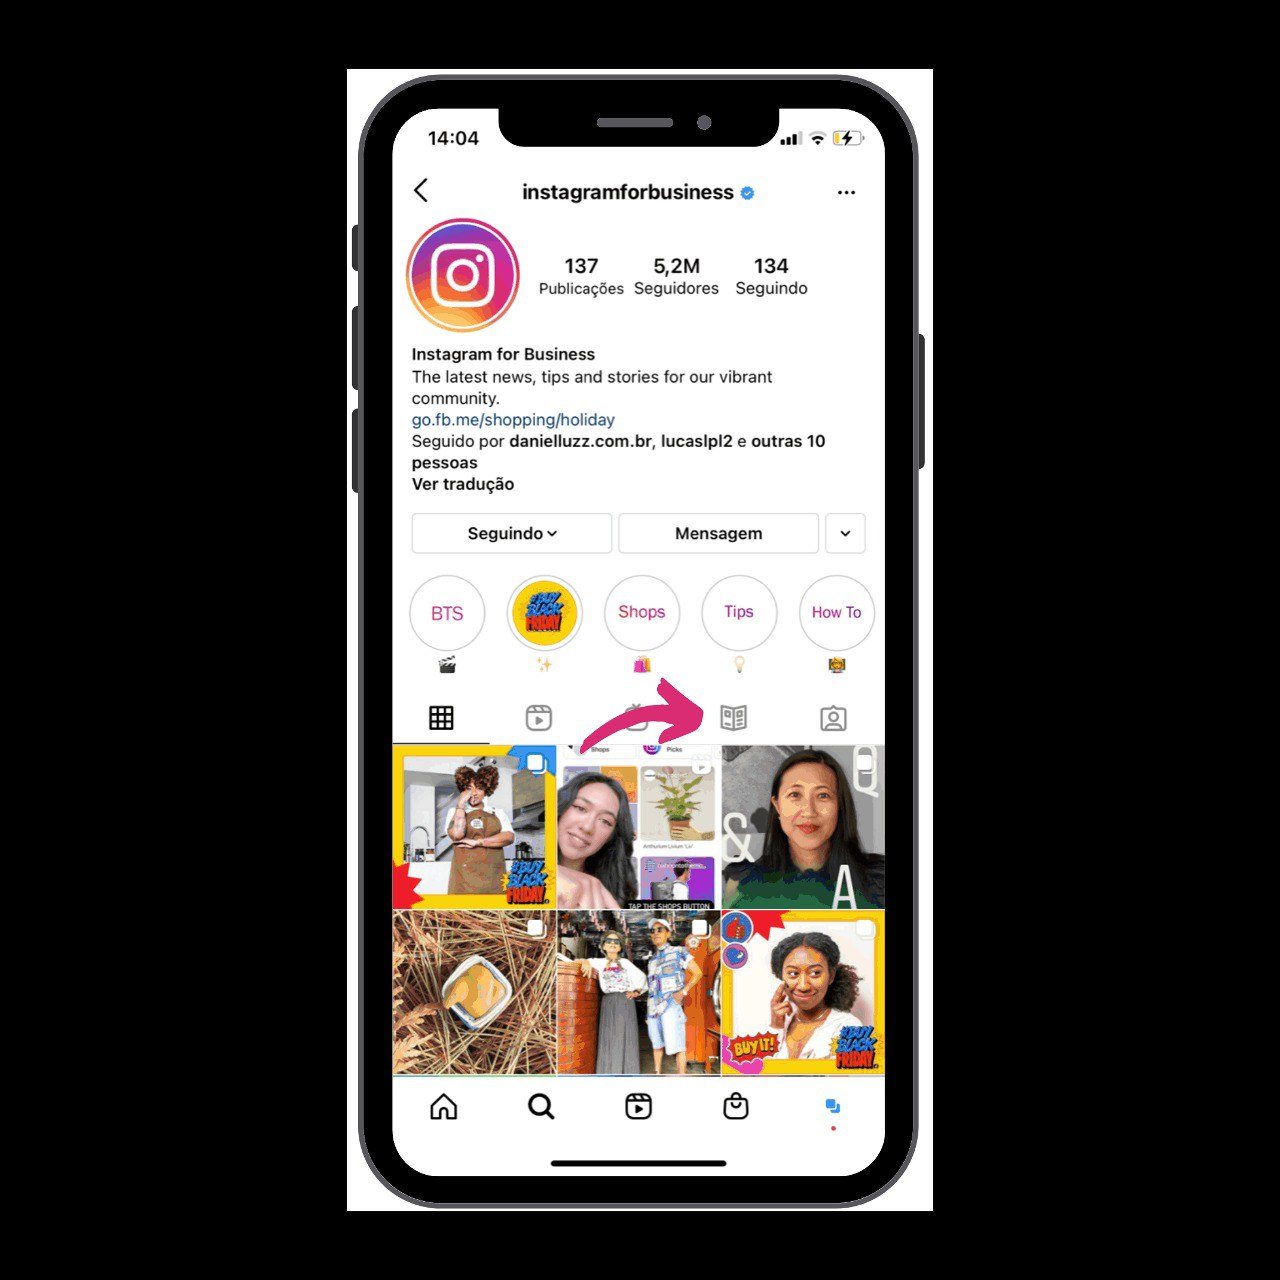 14:04
instagramforbusiness
137 5,2M 134
Publicações Seguidores Seguindo
Instagram for Business
The latest news, tips and stories for our vibrant
community.
go.fb.me/shopping/holiday
Seguido por danielluzz.com.br, lucaslpl2 e outras 10
pessoas
Ver tradução
Seguindo Mensagem
BTS #BUY BLACK FRIDAY Shops Tips How To
Shops Picks
Anthurium Livium 'Liv'
TAP THE SHOPS BUTTON
#BUY
BLACK
FRIDAY
Q
&
A
BUY IT!
#BUY
BLACK
FRIDAY